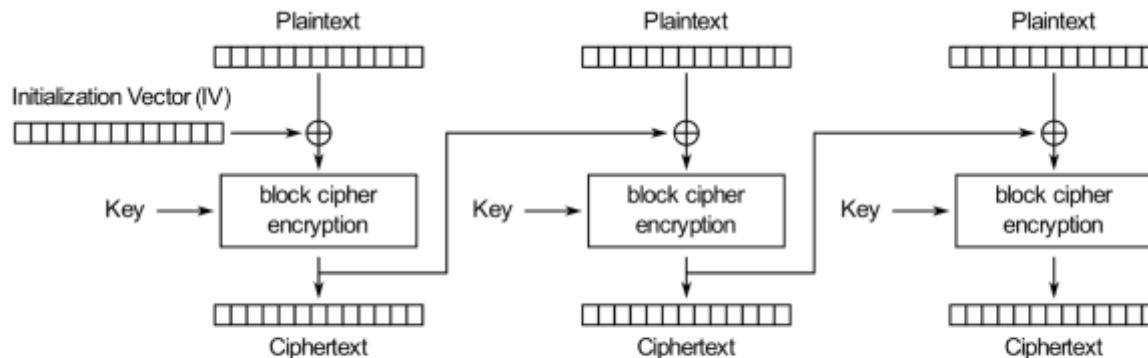 Plaintext
Plaintext
Plaintext
Initialization Vector (IV)
Key
block cipher
encryption
Key
block cipher
encryption
Key
block cipher
encryption
Ciphertext
Ciphertext
Ciphertext